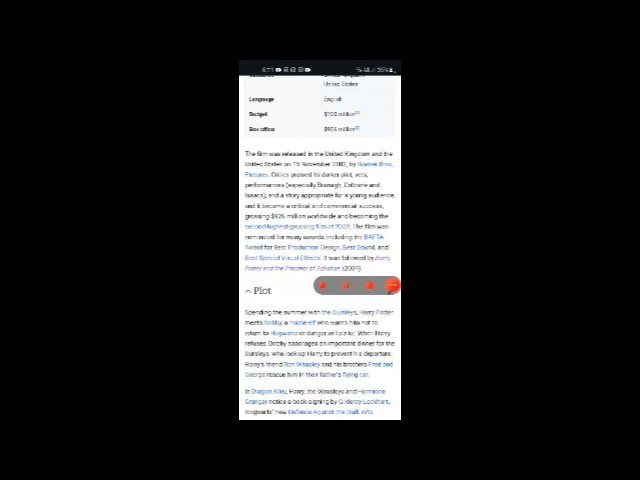 United States
Language English
Budget $100 million
Box office
The film was released in the United Kingdom and the
United States on 15 November 2002, by Warner Bros.
Pictures. Critics praised its darker plot, sets,
performances (especially Branagh, Coltrane and
Isaacs), and a story appropriate for a young audience,
and it became a critical and commercial success,
grossing $926 million worldwide and becoming the
second-highest-grossing film of 2002. The film was
nominated for many awards, including the BAFTA
Award for Best Production Design, Best Sound, and
Best Special Visual Effects. It was followed by Harry
Potter and the Prisoner of Azkaban (2004).
Plot
Spending the summer with the Dursleys, Harry Potter
meets Dobby, a house-elf who warns him not to
return to Hogwarts or danger will strike. When Harry
refuses, Dobby sabotages an important dinner for the
Dursleys, who lock up Harry to prevent his departure.
Harry's friend Ron Weasley and his brothers Fred and
George rescue him in their father's flying car.
In Diagon Alley, Harry, the Weasleys and Hermione
Granger notice a book-signing by Gilderoy Lockhart,
Hogwarts' new Defence Against the Dark Arts